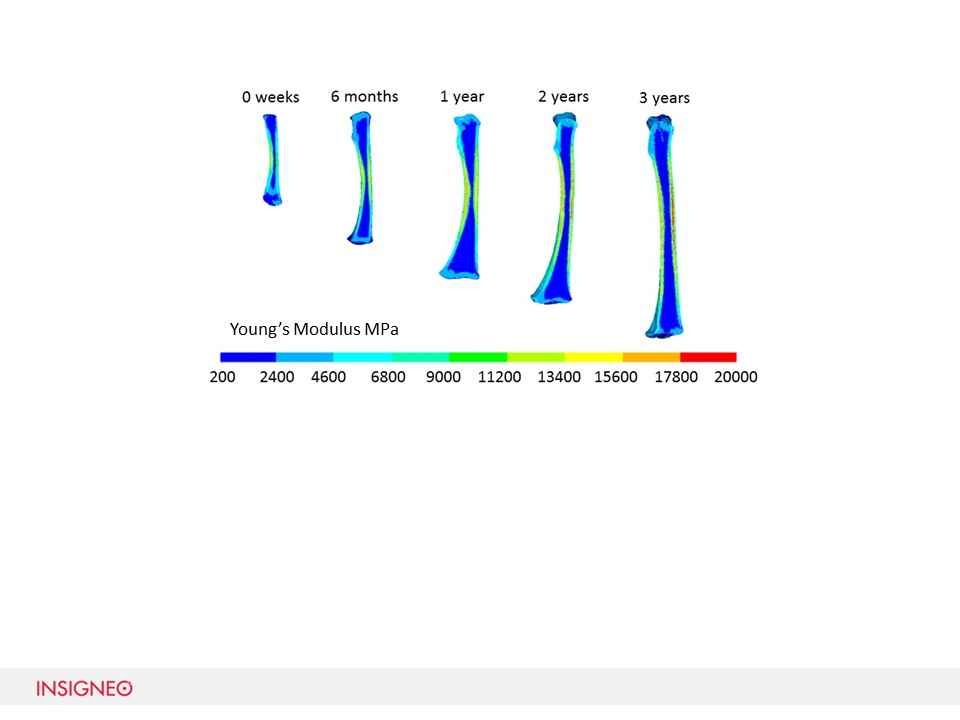 0 weeks 6 months 1 year 2 years 3 years
Young’s Modulus MPa
200 2400 4600 6800 9000 11200 13400 15600 17800 20000
INSIGNEO